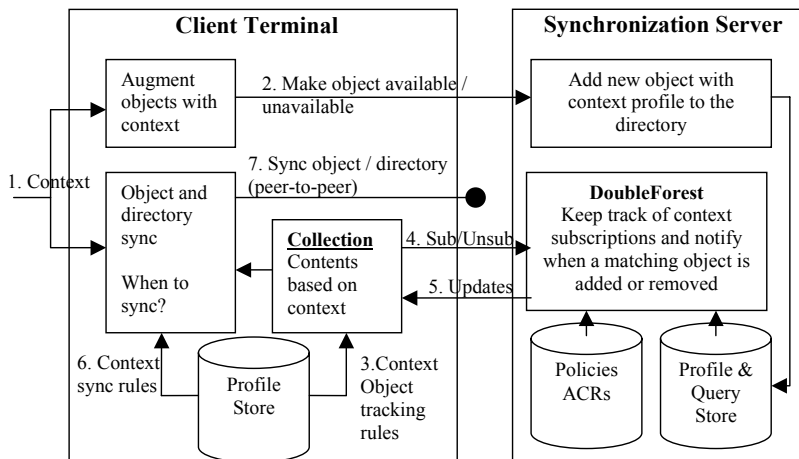 Client Terminal
Synchronization Server
Augment
objects with
context
2. Make object available /
unavailable
Add new object with
context profile to the
directory
1. Context
7. Sync object / directory
(peer-to-peer)
Object and
directory
sync
When to
sync?
Collection
Contents
based on
context
4. Sub/Unsub
5. Updates
DoubleForest
Keep track of context
subscriptions and notify
when a matching object is
added or removed
6. Context
sync rules
Profile
Store
3.Context
Object
tracking
rules
Policies
ACRs
Profile &
Query
Store